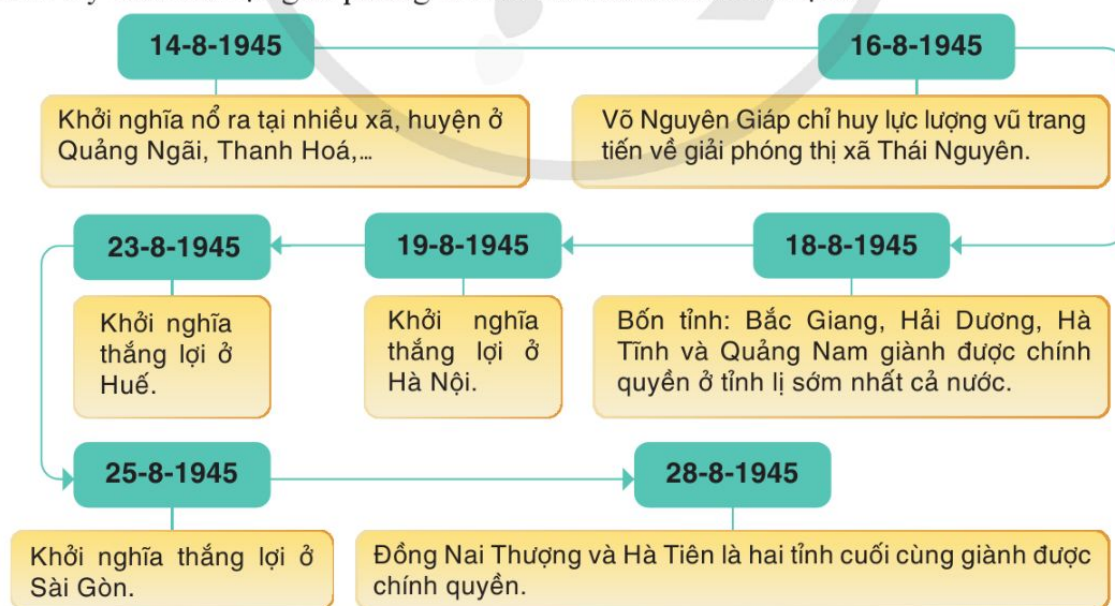 14-8-1945
16-8-1945
Khởi nghĩa nổ ra tại nhiều xã, huyện ở
Quảng Ngãi, Thanh Hoá,...
Võ Nguyên Giáp chỉ huy lực lượng vũ trang
tiến về giải phóng thị xã Thái Nguyên.
18-8-1945
Bốn tỉnh: Bắc Giang, Hải Dương, Hà
Tĩnh và Quảng Nam giành được chính
quyền ở tỉnh lị sớm nhất cả nước.
19-8-1945
Khởi nghĩa
thắng lợi ở
Hà Nội.
23-8-1945
Khởi nghĩa
thắng lợi ở
Huế.
25-8-1945
Khởi nghĩa thắng lợi ở
Sài Gòn.
28-8-1945
Đồng Nai Thượng và Hà Tiên là hai tỉnh cuối cùng giành được
chính quyền.